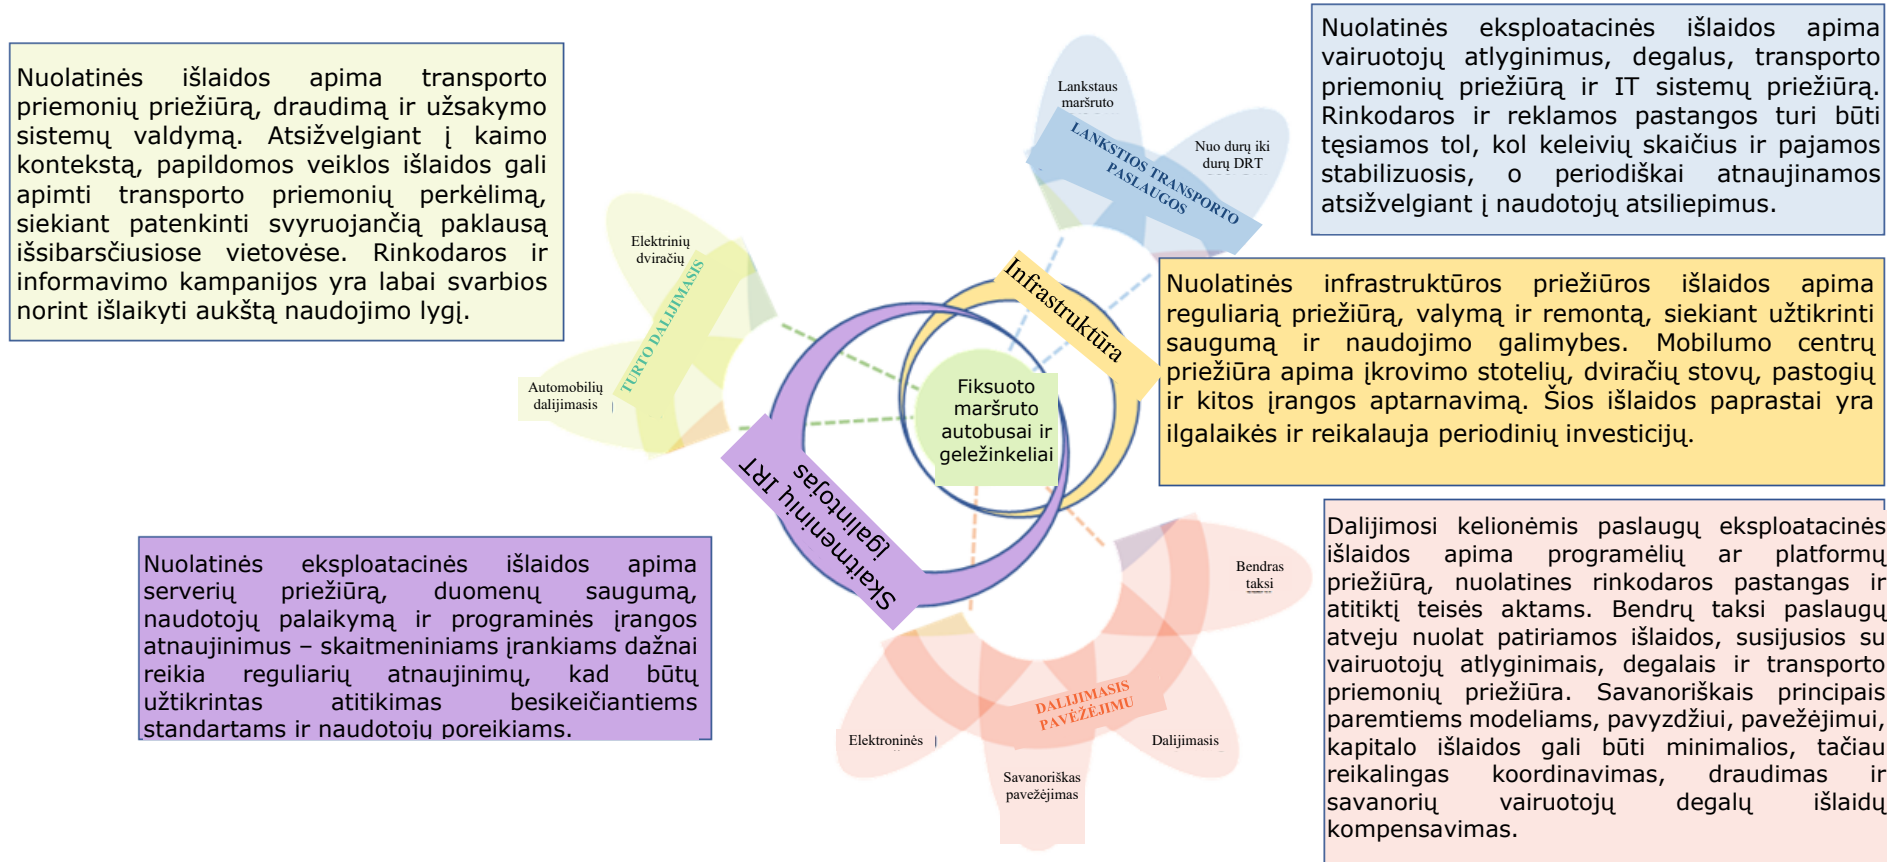 Nuolatinės išlaidos apima transporto
priemonių priežiūrą, draudimą ir užsakymo
sistemų valdymą. Atsižvelgiant į kaimo
kontekstą, papildomos veiklos išlaidos gali
apimti transporto priemonių perkėlimą,
siekiant patenkinti svyruojančią paklausą
išsibarsčiusiose vietovėse. Rinkodaros ir
informavimo kampanijos yra labai svarbios
norint išlaikyti aukštą naudojimo lygį.
Nuolatinės eksploatacinės išlaidos apima
vairuotojų atlyginimus, degalus, transporto
priemonių priežiūrą ir IT sistemų priežiūrą.
Rinkodaros ir reklamos pastangos turi būti
tęsiamos tol, kol keleivių skaičius ir pajamos
stabilizuosis, o periodiškai atnaujinamos
atsižvelgiant į naudotojų atsiliepimus.
Lankstaus
maršruto
Nuo durų iki
durų DRT
LANKSTIOS TRANSPORTO
PASLAUGOS
Elektrinių
dviračių
TURTO DALIJIMASIS
Automobilių
dalijimasis
Infrastruktūra
Fiksuoto
maršruto
autobusai ir
geležinkeliai
Skaitmeninių IRT
įgalintojas
Nuolatinės infrastruktūros priežiūros išlaidos apima
reguliarią priežiūrą, valymą ir remontą, siekiant užtikrinti
saugumą ir naudojimo galimybes. Mobilumo centrų
priežiūra apima įkrovimo stotelių, dviračių stovų, pastogių
ir kitos įrangos aptarnavimą. Šios išlaidos paprastai yra
ilgalaikės ir reikalauja periodinių investicijų.
Nuolatinės eksploatacinės išlaidos apima
serverių priežiūrą, duomenų saugumą,
naudotojų palaikymą ir programinės įrangos
atnaujinimus – skaitmeniniams įrankiams dažnai
reikia reguliarių atnaujinimų, kad būtų
užtikrintas atitikimas besikeičiantiems
standartams ir naudotojų poreikiams.
Bendras
taksi
DALIJIMASIS
PAVĖŽĖJIMU
Elektroninės
Savanoriškas
pavežėjimas
Dalijimasis
Dalijimosi kelionėmis paslaugų eksploatacinės
išlaidos apima programėlių ar platformų
priežiūrą, nuolatines rinkodaros pastangas ir
atitiktį teisės aktams. Bendrų taksi paslaugų
atveju nuolat patiriamos išlaidos, susijusios su
vairuotojų atlyginimais, degalais ir transporto
priemonių priežiūra. Savanoriškais principais
paremtiems modeliams, pavyzdžiui, pavežėjimui,
kapitalo išlaidos gali būti minimalios, tačiau
reikalingas koordinavimas, draudimas ir
savanorių vairuotojų degalų išlaidų
kompensavimas.